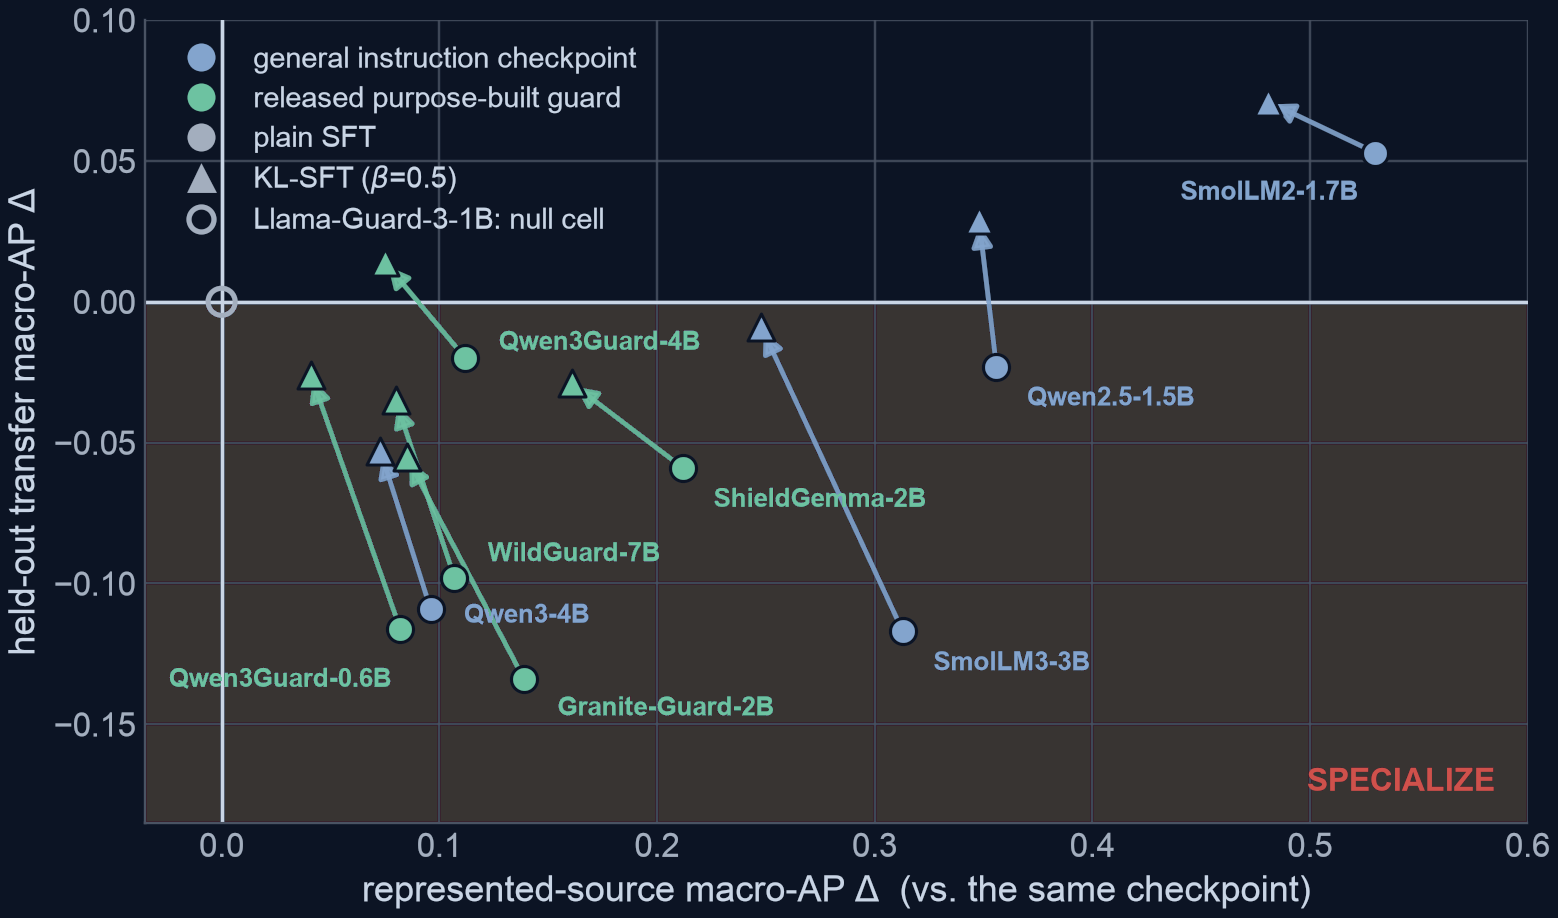 0.10
0.05
0.00
−0.05
−0.10
−0.15
held-out transfer macro-AP Δ
general instruction checkpoint
released purpose-built guard
plain SFT
KL-SFT (β=0.5)
Llama-Guard-3-1B: null cell
SmolLM2-1.7B
Qwen3Guard-4B
Qwen2.5-1.5B
ShieldGemma-2B
WildGuard-7B
Qwen3-4B
SmolLM3-3B
Qwen3Guard-0.6B
Granite-Guard-2B
SPECIALIZE
0.0 0.1 0.2 0.3 0.4 0.5 0.6
represented-source macro-AP Δ (vs. the same checkpoint)